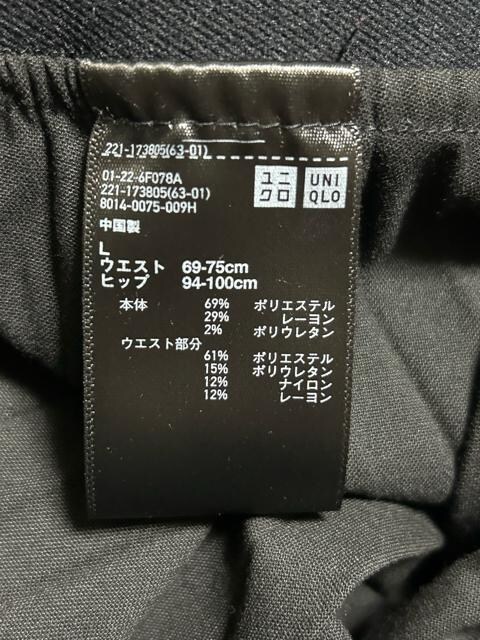 221-173805(63-01)
01-22-6F078A
221-173805(63-01)
8014-0075-009H
ユニ
クロ
UNI
QLO
中国製
L
ウエスト 69-75cm
ヒップ 94-100cm
本体 69% ポリエステル
29% レーヨン
2% ポリウレタン
ウエスト部分
61% ポリエステル
15% ポリウレタン
12% ナイロン
12% レーヨン